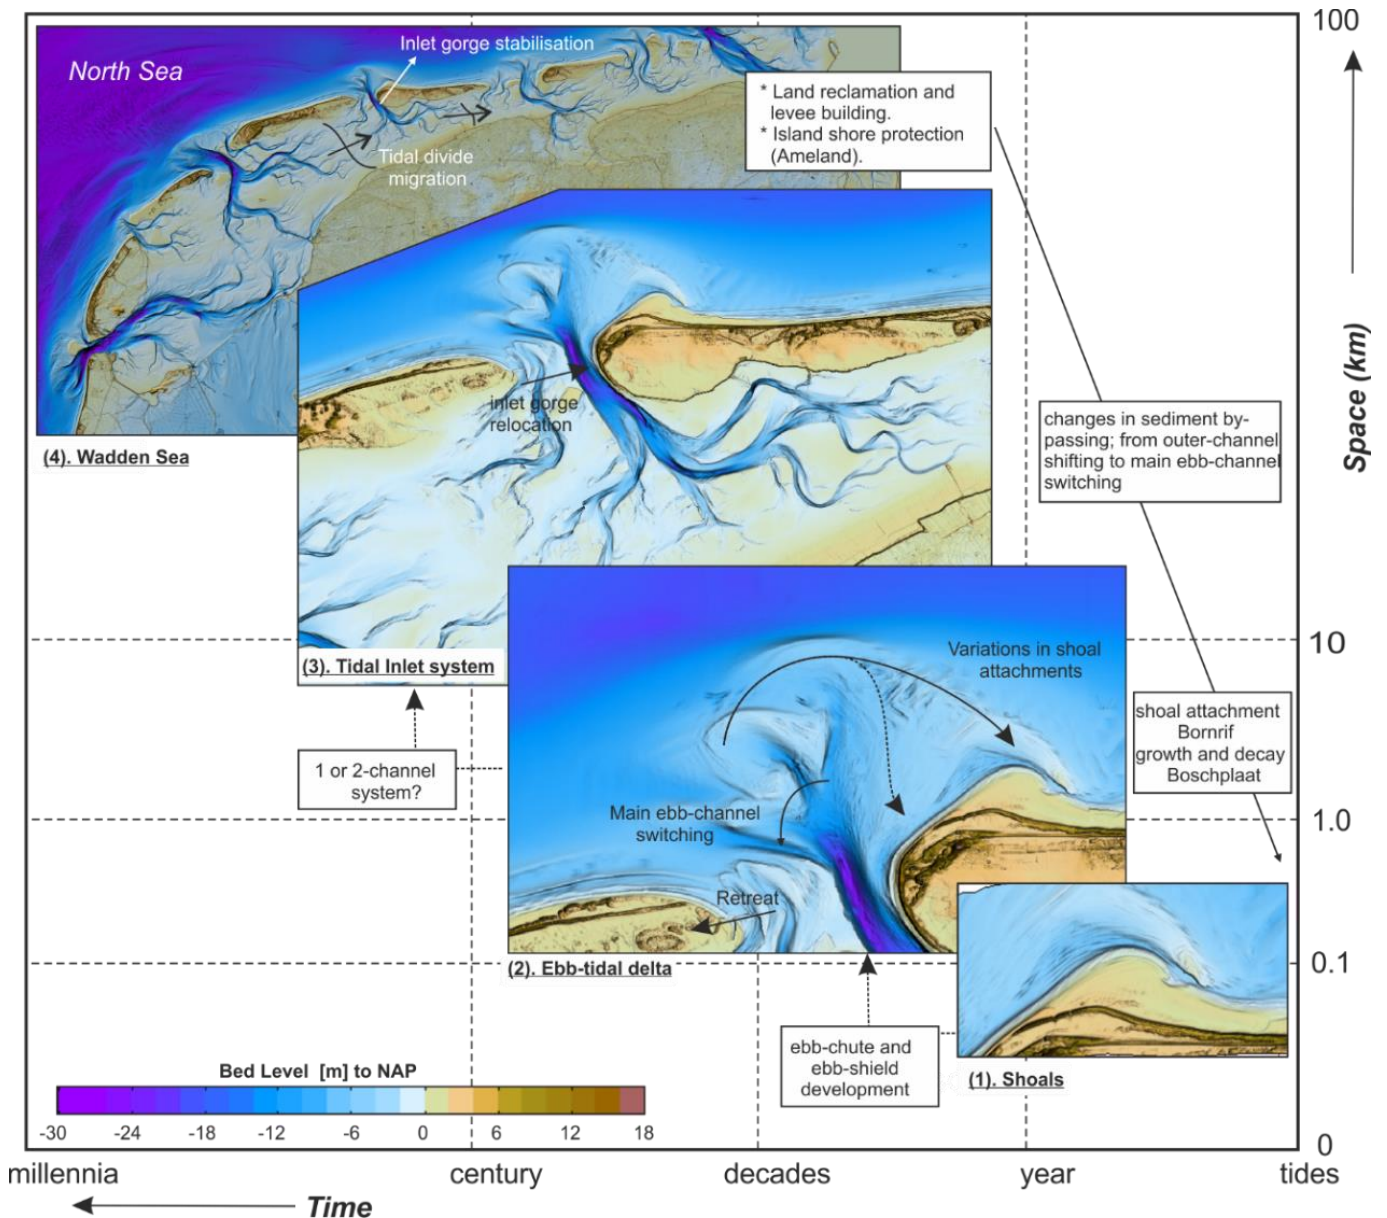 100
North Sea
Inlet gorge stabilisation
Tidal divide
migration
* Land reclamation and
levee building.
* Island shore protection
(Ameland).
Space (km)
inlet gorge
relocation
changes in sediment by-
passing; from outer-channel
shifting to main ebb-channel
switching
(4). Wadden Sea
10
(3). Tidal Inlet system
Variations in shoal
attachments
shoal attachment
Bornrif
growth and decay
Boschplaat
1 or 2-channel
system?
Main ebb-channel
switching
1.0
Retreat
(2). Ebb-tidal delta
0.1
ebb-chute and
ebb-shield
development
(1). Shoals
Bed Level [m] to NAP
-30 -24 -18 -12 -6 0 6 12 18
0
millennia century decades year tides
Time